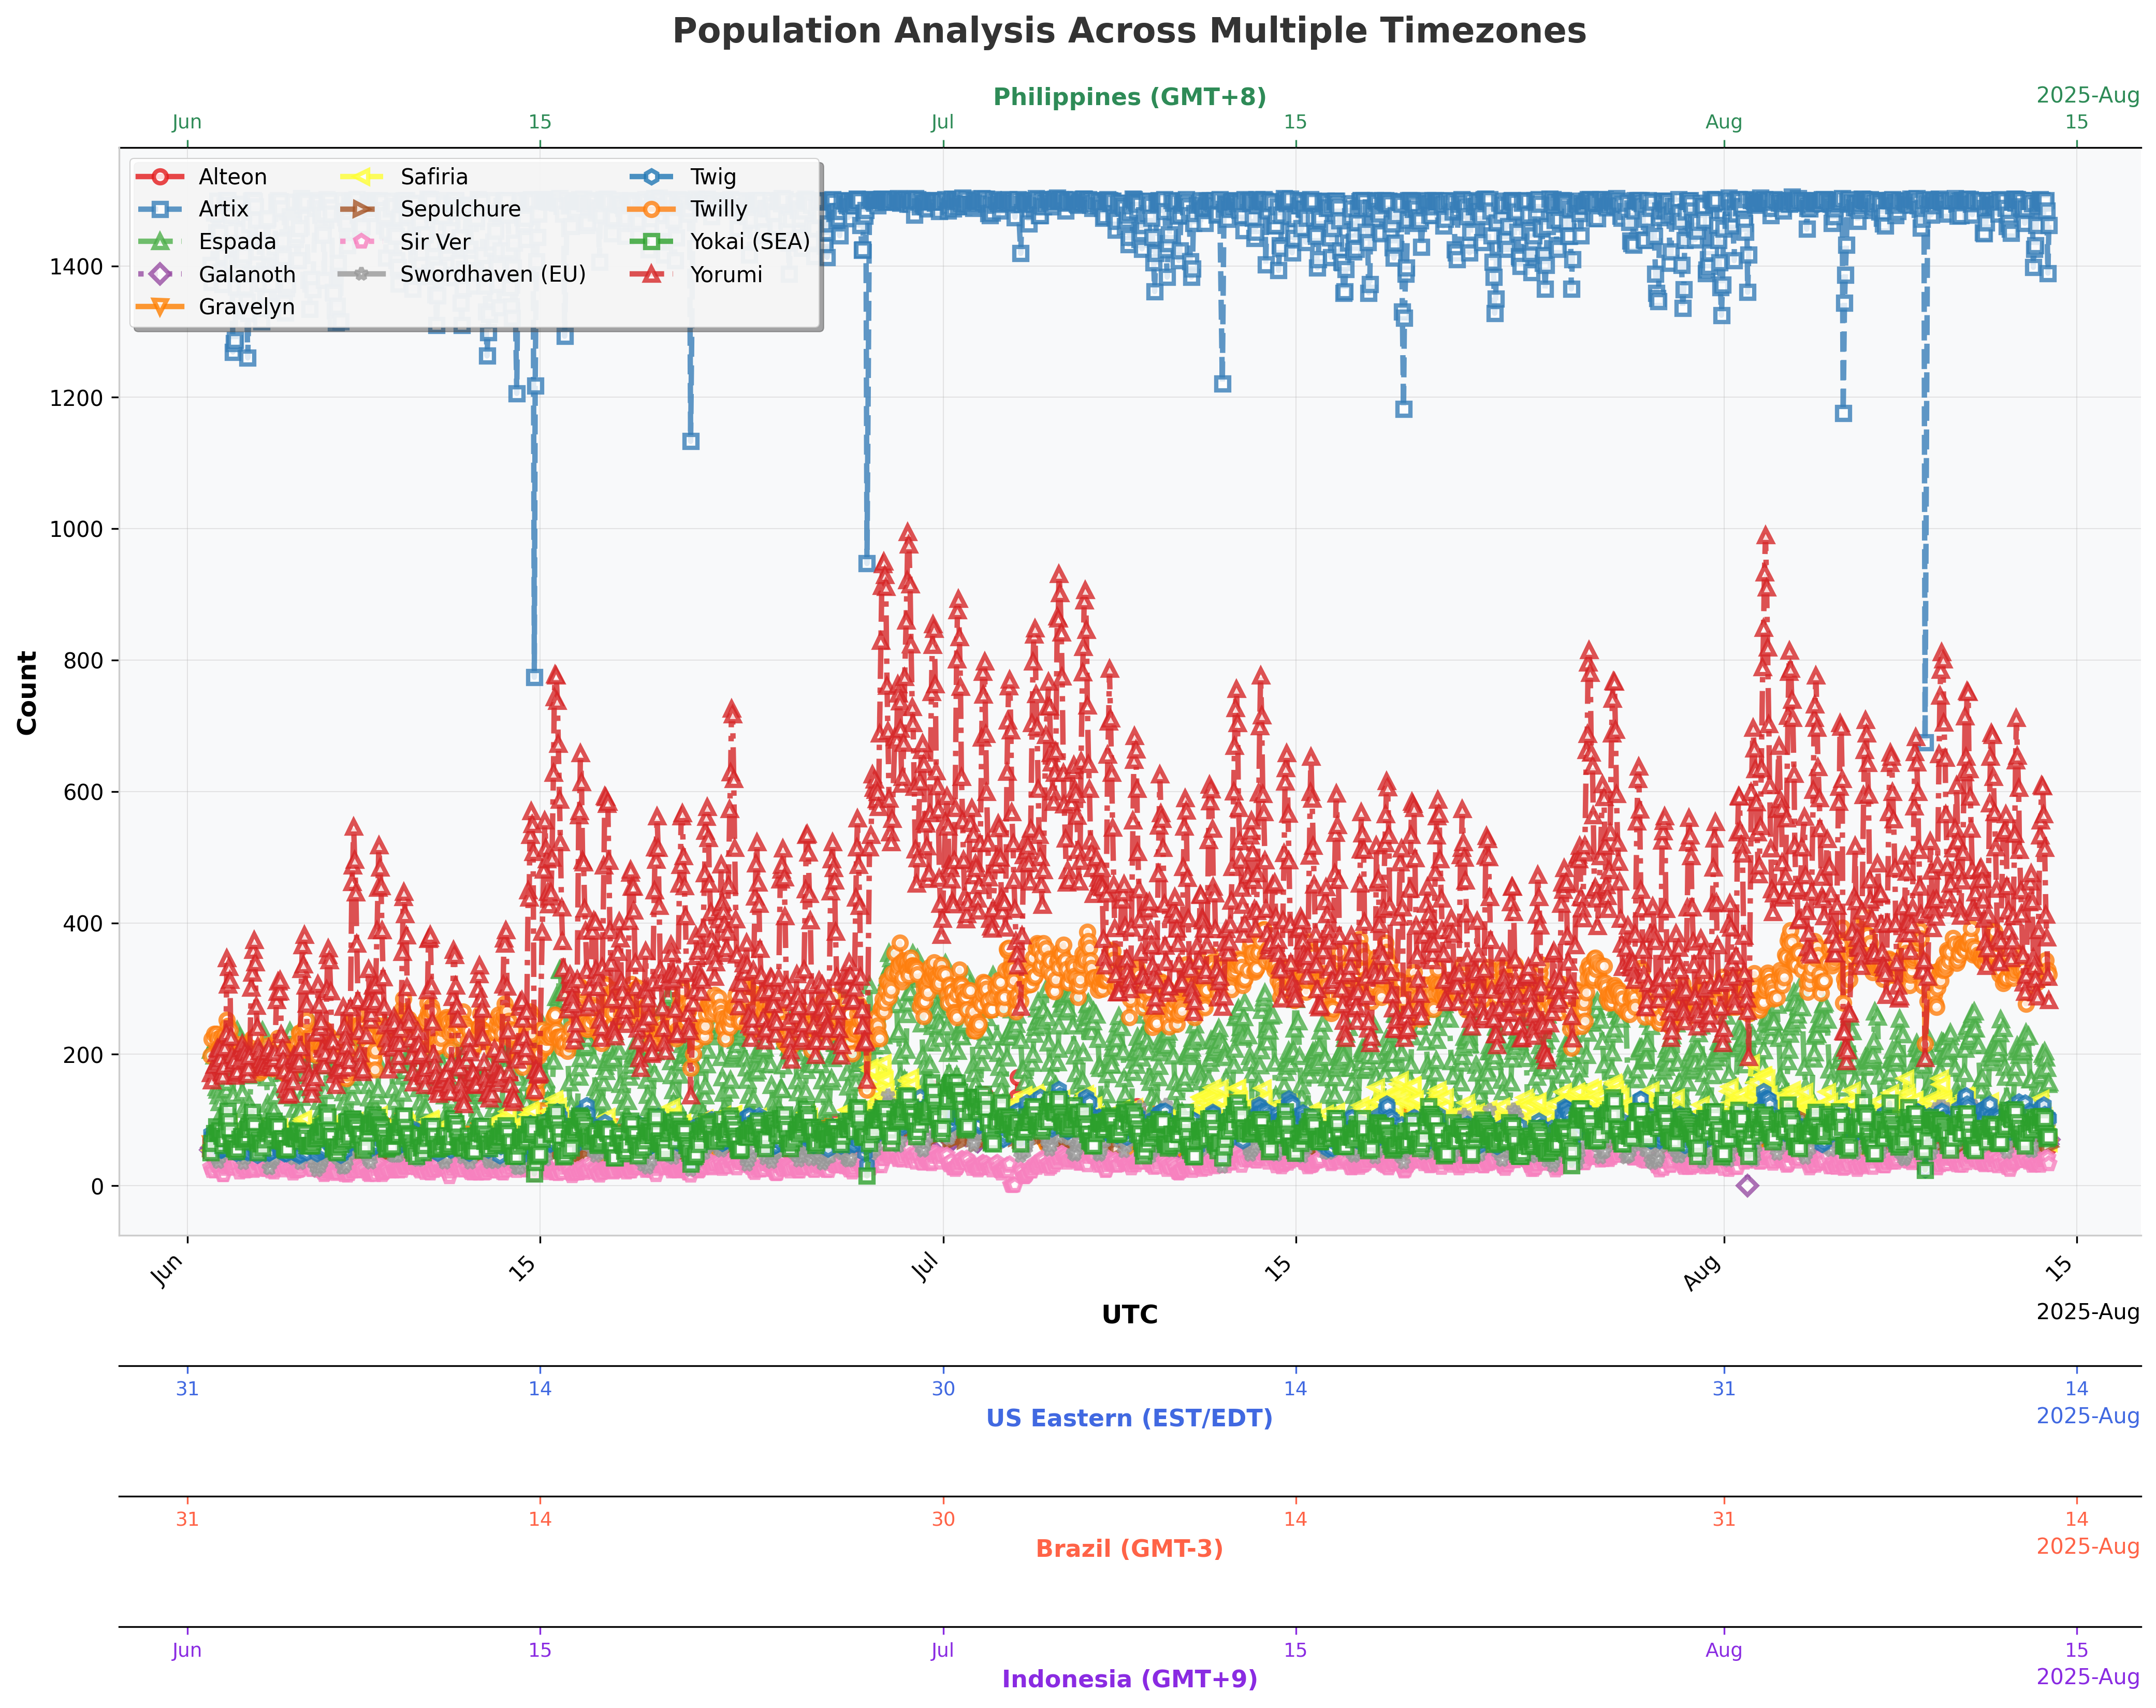 Population Analysis Across Multiple Timezones
Philippines (GMT+8)
2025-Aug
Jun 15 Jul 15 Aug 15
Alteon Safiria Twig
Artix Sepulchure Twilly
Espada Sir Ver Yokai (SEA)
Galanoth Swordhaven (EU) Yorumi
Gravelyn
1400
1200
1000
800
600
400
200
0
Count
Jun 15 Jul 15 Aug 15
UTC
2025-Aug
31 14 30 14 31 14
US Eastern (EST/EDT)
2025-Aug
31 14 30 14 31 14
Brazil (GMT-3)
2025-Aug
Jun 15 Jul 15 Aug 15
Indonesia (GMT+9)
2025-Aug